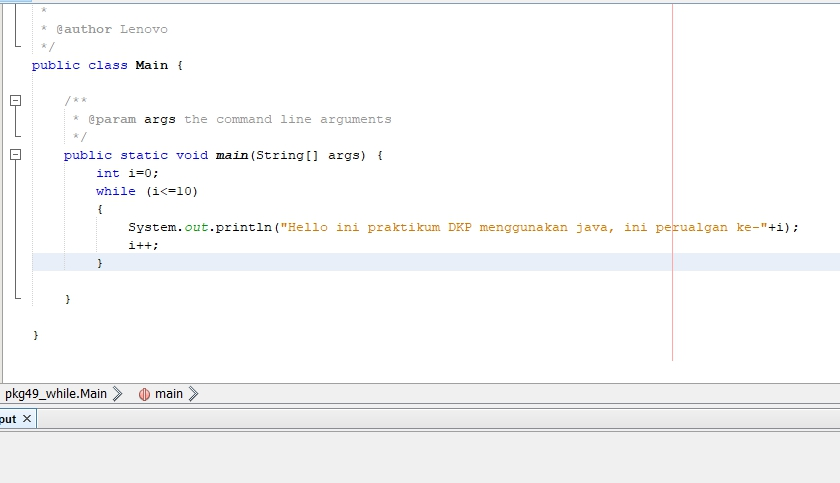 *
* @author Lenovo
*/
public class Main {
/**
* @param args the command line arguments
*/
public static void main(String[] args) {
int i=0;
while (i<=10)
{
System.out.println("Hello ini praktikum DKP menggunakan java, ini perualgan ke-"+i);
i++;
}
}
}
pkg49_while.Main
main
put ×